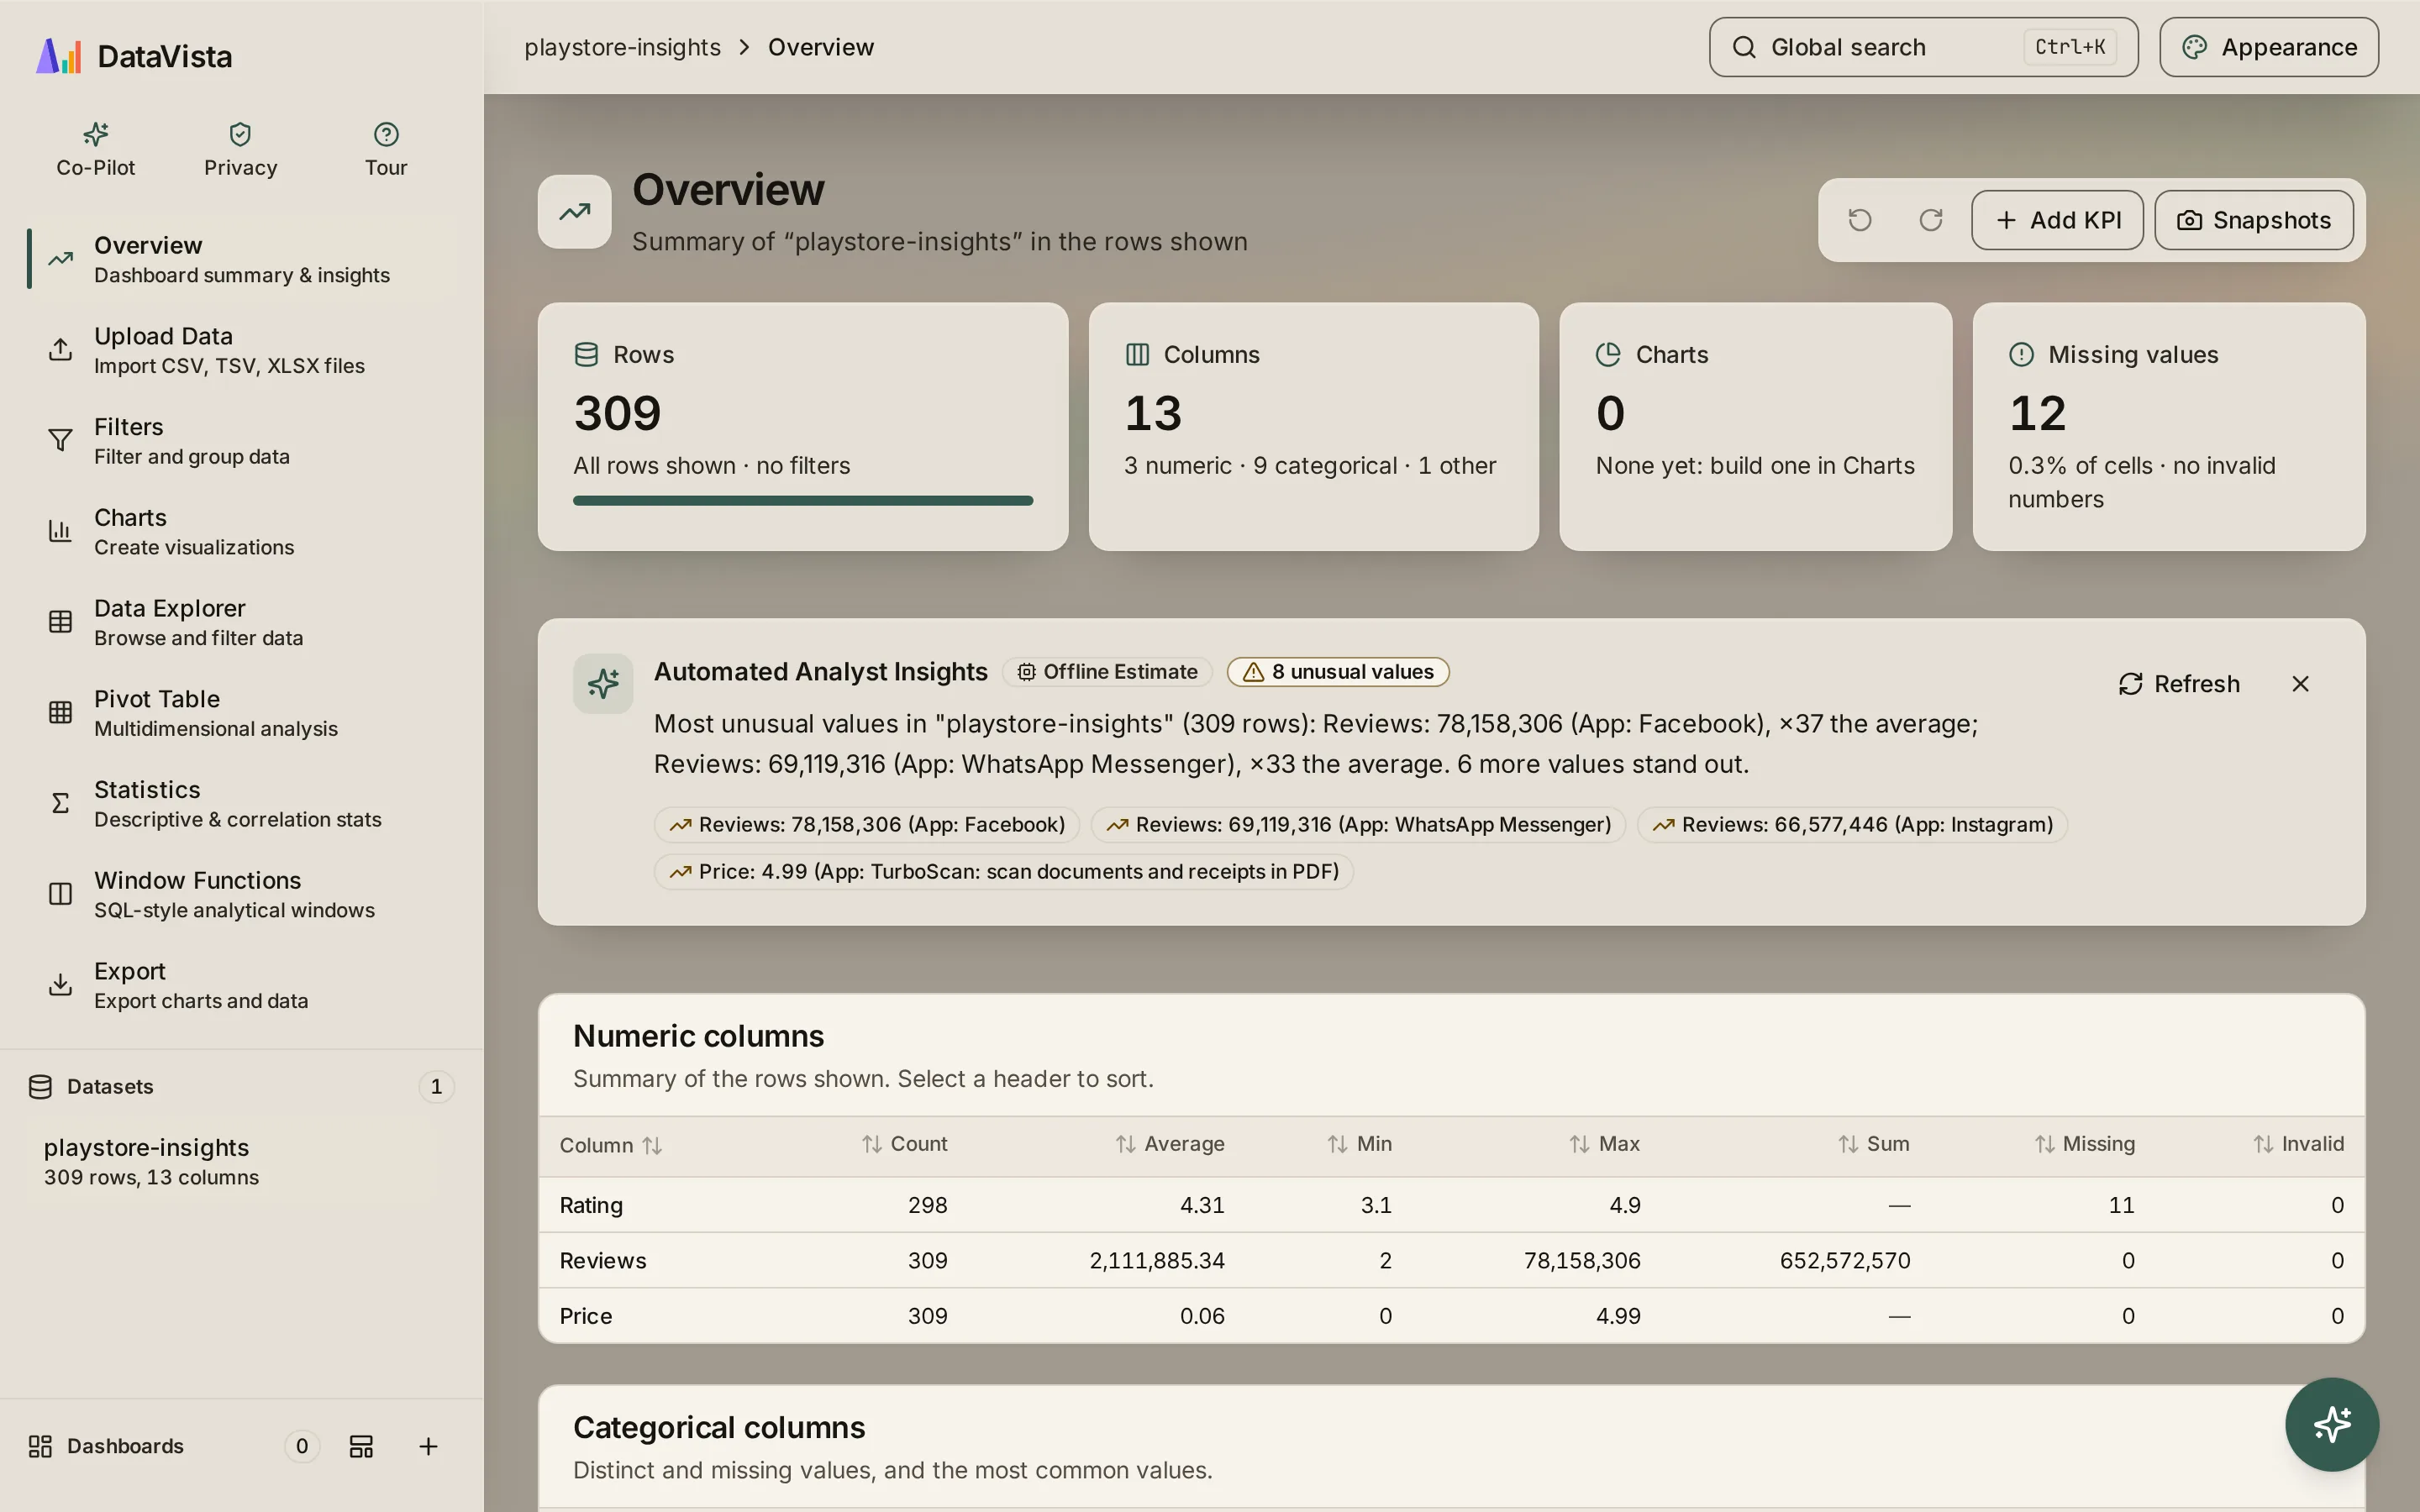 DataVista
Co-Pilot
Privacy
Tour
Overview
Dashboard summary & insights
Upload Data
Import CSV, TSV, XLSX files
Filters
Filter and group data
Charts
Create visualizations
Data Explorer
Browse and filter data
Pivot Table
Multidimensional analysis
Statistics
Descriptive & correlation stats
Window Functions
SQL-style analytical windows
Export
Export charts and data
Datasets 1
playstore-insights
309 rows, 13 columns
Dashboards 0
playstore-insights > Overview
Global search Ctrl+K
Appearance
Overview
Summary of “playstore-insights” in the rows shown
Add KPI
Snapshots
Rows
309
All rows shown · no filters
Columns
13
3 numeric · 9 categorical · 1 other
Charts
0
None yet: build one in Charts
Missing values
12
0.3% of cells · no invalid
numbers
Automated Analyst Insights Offline Estimate 8 unusual values
Refresh
Most unusual values in "playstore-insights" (309 rows): Reviews: 78,158,306 (App: Facebook), ×37 the average;
Reviews: 69,119,316 (App: WhatsApp Messenger), ×33 the average. 6 more values stand out.
Reviews: 78,158,306 (App: Facebook) Reviews: 69,119,316 (App: WhatsApp Messenger) Reviews: 66,577,446 (App: Instagram)
Price: 4.99 (App: TurboScan: scan documents and receipts in PDF)
Numeric columns
Summary of the rows shown. Select a header to sort.
Column Count Average Min Max Sum Missing Invalid
Rating 298 4.31 3.1 4.9 — 11 0
Reviews 309 2,111,885.34 2 78,158,306 652,572,570 0 0
Price 309 0.06 0 4.99 — 0 0
Categorical columns
Distinct and missing values, and the most common values.